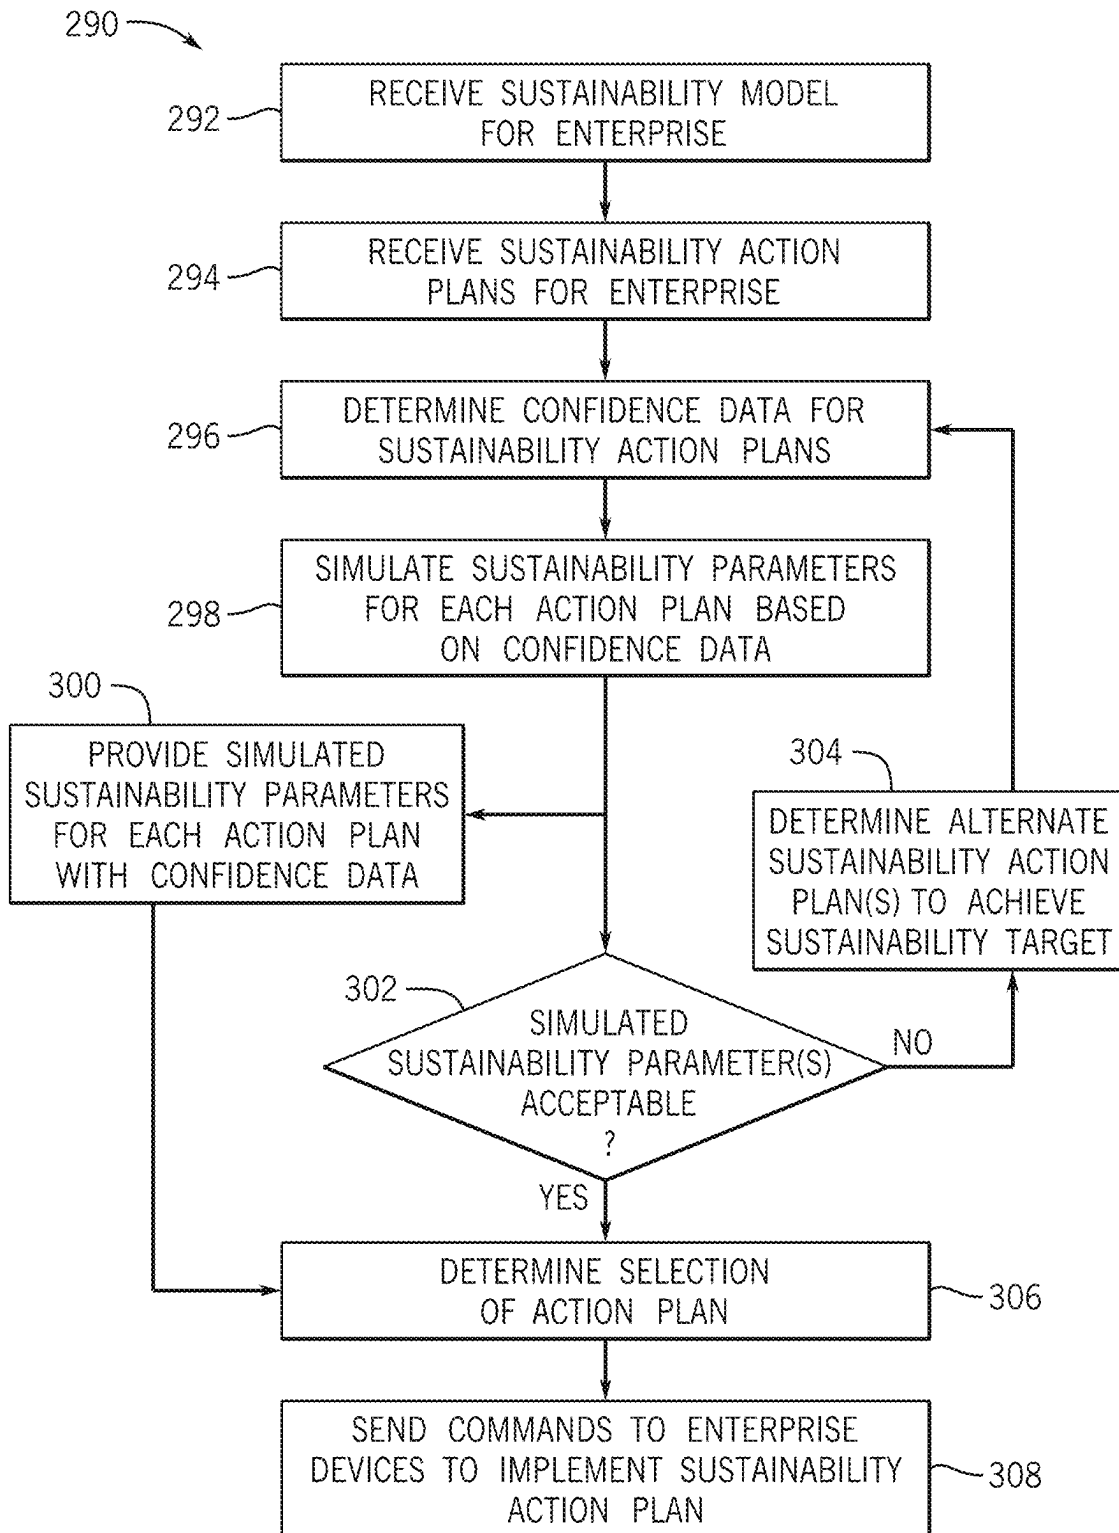 290
292
RECEIVE SUSTAINABILITY MODEL
FOR ENTERPRISE
294
RECEIVE SUSTAINABILITY ACTION
PLANS FOR ENTERPRISE
296
DETERMINE CONFIDENCE DATA FOR
SUSTAINABILITY ACTION PLANS
298
SIMULATE SUSTAINABILITY PARAMETERS
FOR EACH ACTION PLAN BASED
ON CONFIDENCE DATA
300
PROVIDE SIMULATED
SUSTAINABILITY PARAMETERS
FOR EACH ACTION PLAN
WITH CONFIDENCE DATA
304
DETERMINE ALTERNATE
SUSTAINABILITY ACTION
PLAN(S) TO ACHIEVE
SUSTAINABILITY TARGET
302
SIMULATED
SUSTAINABILITY PARAMETER(S)
ACCEPTABLE
?
NO
YES
DETERMINE SELECTION
OF ACTION PLAN
306
SEND COMMANDS TO ENTERPRISE
DEVICES TO IMPLEMENT SUSTAINABILITY
ACTION PLAN
308